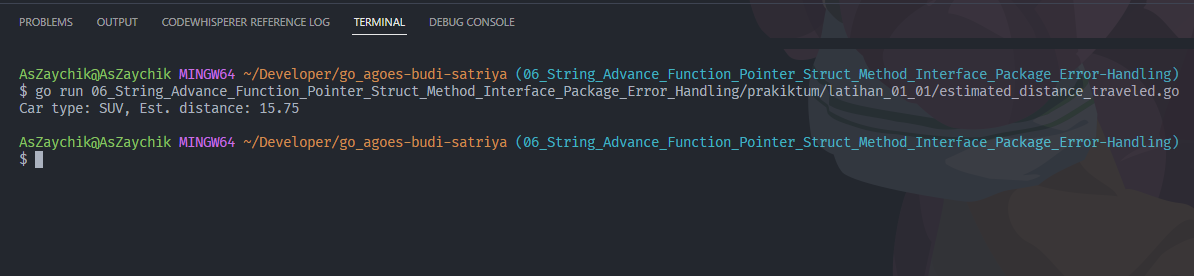 PROBLEMS OUTPUT CODEWHISPERER REFERENCE LOG TERMINAL DEBUG CONSOLE
AsZaychik@AsZaychik MINGW64 ~/Developer/go_agoes-budi-satriya (06_String_Advance_Function_Pointer_Struct_Method_Interface_Package_Error-Handling)
$ go run 06_String_Advance_Function_Pointer_Struct_Method_Interface_Package_Error_Handling/prakiktum/latihan_01_01/estimated_distance_traveled.go
Car type: SUV, Est. distance: 15.75
AsZaychik@AsZaychik MINGW64 ~/Developer/go_agoes-budi-satriya (06_String_Advance_Function_Pointer_Struct_Method_Interface_Package_Error-Handling)
$